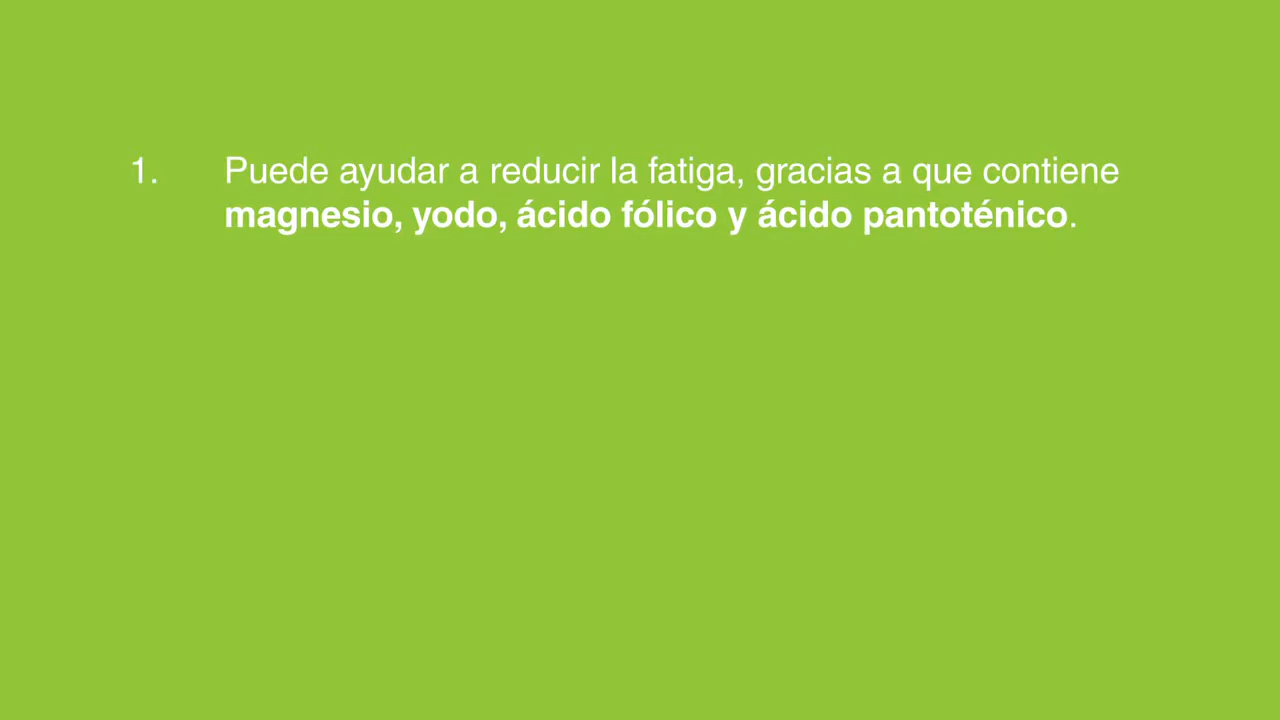 1. Puede ayudar a reducir la fatiga, gracias a que contiene
magnesio, yodo, ácido fólico y ácido pantoténico.